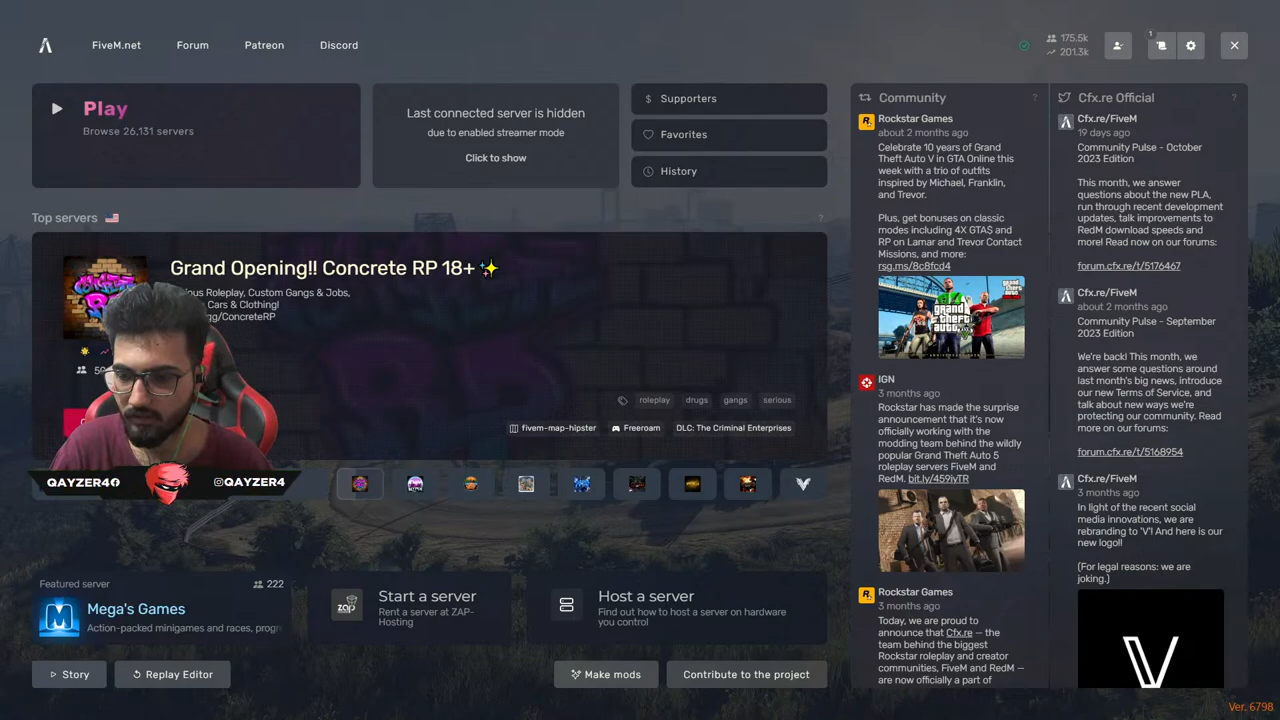 FiveM.net
Forum
Patreon
Discord
175.5k
201.3k
1
Play
Browse 26,131 servers
Last connected server is hidden
due to enabled streamer mode
Click to show
$ Supporters
Favorites
History
Top servers
?
Grand Opening!! Concrete RP 18+
ious Roleplay, Custom Gangs & Jobs,
Cars & Clothing!
gg/ConcreteRP
roleplay
drugs
gangs
serious
fivem-map-hipster
Freeroam
DLC: The Criminal Enterprises
QAYZER4
QAYZER4
Featured server
222
Mega's Games
Action-packed minigames and races, progr
zap
Start a server
Rent a server at ZAP-
Hosting
Host a server
Find out how to host a server on hardware
you control
Story
Replay Editor
Make mods
Contribute to the project
Community
?
Rockstar Games
about 2 months ago
Celebrate 10 years of Grand
Theft Auto V in GTA Online this
week with a trio of outfits
inspired by Michael, Franklin,
and Trevor.
Plus, get bonuses on classic
modes including 4X GTA$ and
RP on Lamar and Trevor Contact
Missions, and more:
rsg.ms/8c8fcd4
grand
theft
auto
IGN
3 months ago
Rockstar has made the surprise
announcement that it's now
officially working with the
modding team behind the wildly
popular Grand Theft Auto 5
roleplay servers FiveM and
RedM. bit.ly/459iyTR
Rockstar Games
3 months ago
Today, we are proud to
announce that Cfx.re — the
team behind the biggest
Rockstar roleplay and creator
communities, FiveM and RedM —
are now officially a part of
Cfx.re Official
?
Cfx.re/FiveM
19 days ago
Community Pulse - October
2023 Edition
This month, we answer
questions about the new PLA,
run through recent development
updates, talk improvements to
RedM download speeds and
more! Read now on our forums:
forum.cfx.re/t/5176467
Cfx.re/FiveM
about 2 months ago
Community Pulse - September
2023 Edition
We're back! This month, we
answer some questions around
last month's big news, introduce
our new Terms of Service, and
talk about new ways we're
protecting our community. Read
more on our forums:
forum.cfx.re/t/5168954
Cfx.re/FiveM
3 months ago
In light of the recent social
media innovations, we are
rebranding to 'V'! And here is our
new logo!!
(For legal reasons: we are
joking.)
V
Ver. 6798